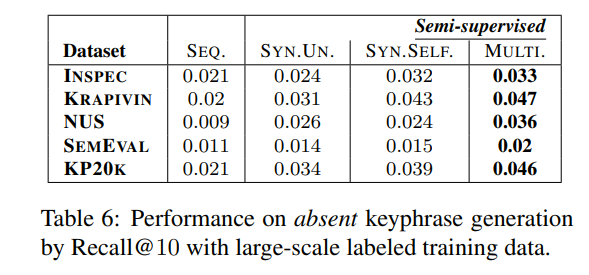 Semi-supervised
Dataset SEQ. SYN.UN. SYN.SELF. MULTI.
INSPEC 0.021 0.024 0.032 0.033
KRAPIVIN 0.02 0.031 0.043 0.047
NUS 0.009 0.026 0.024 0.036
SEMEVAL 0.011 0.014 0.015 0.02
KP20K 0.021 0.034 0.039 0.046
Table 6: Performance on absent keyphrase generation
by Recall@10 with large-scale labeled training data.